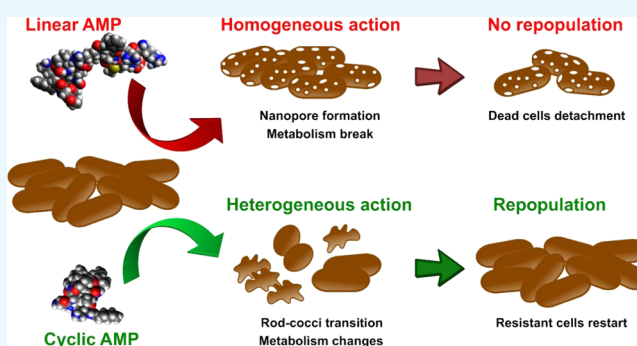 Linear AMP
Homogeneous action
No repopulation
Nanopore formation
Metabolism break
Dead cells detachment
Heterogeneous action
Repopulation
Cyclic AMP
Rod-cocci transition
Metabolism changes
Resistant cells restart